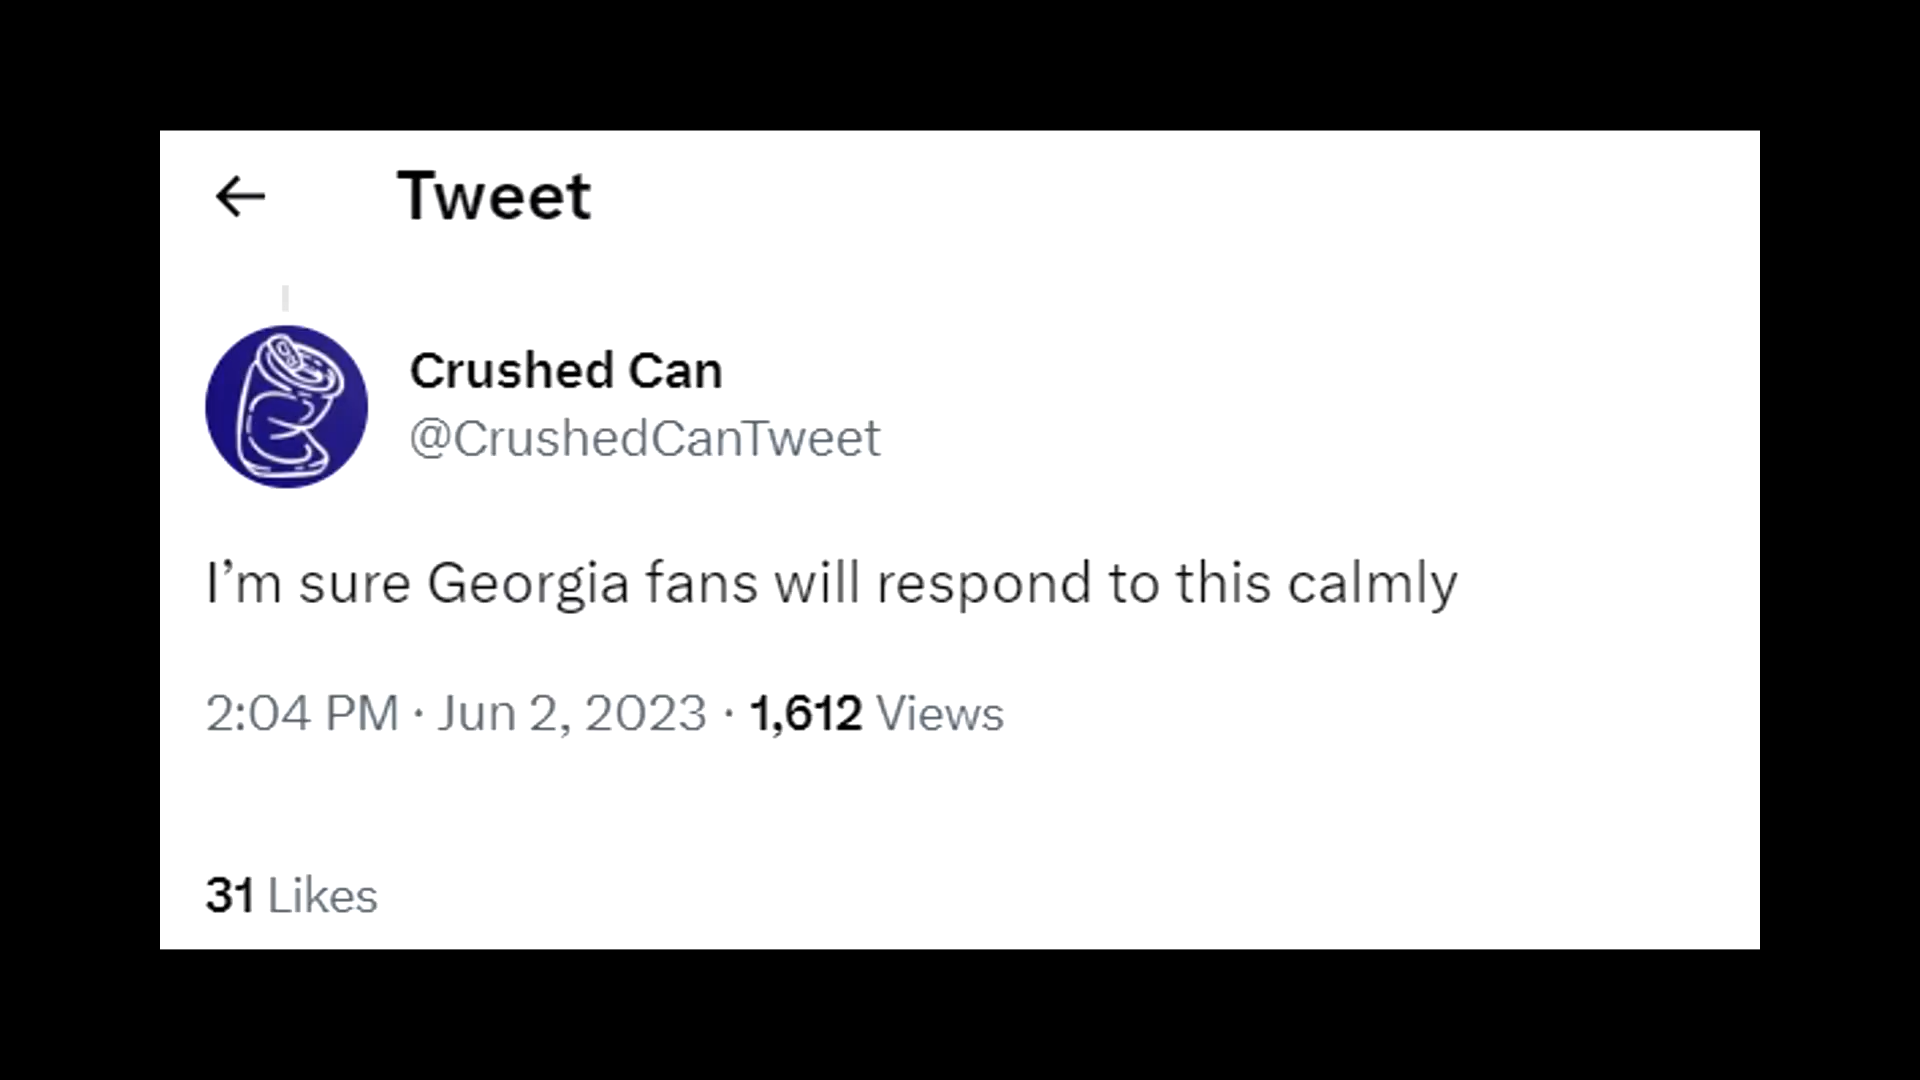 Tweet
Crushed Can
@CrushedCanTweet
I’m sure Georgia fans will respond to this calmly
2:04 PM · Jun 2, 2023 · 1,612 Views
31 Likes